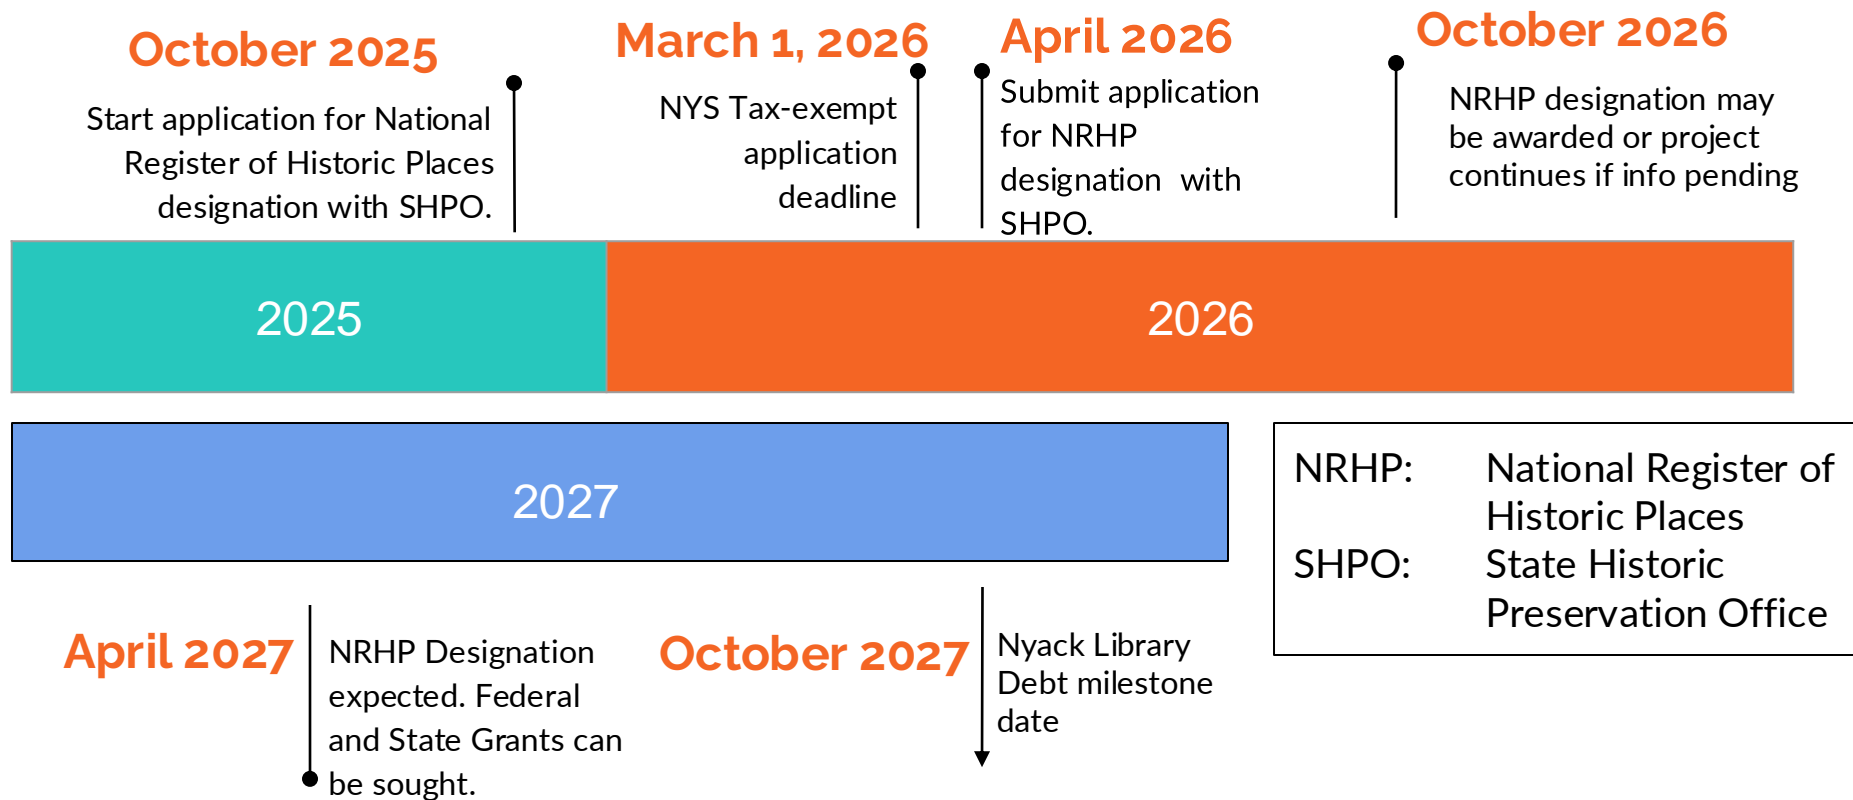 October 2025
Start application for National
Register of Historic Places
designation with SHPO.
March 1, 2026
NYS Tax-exempt
application
deadline
April 2026
Submit application
for NRHP
designation  with
SHPO.
October 2026
NRHP designation may
be awarded or project
continues if info pending
2025
2026
2027
NRHP: National Register of
Historic Places
SHPO: State Historic
Preservation Office
April 2027
NRHP Designation
expected. Federal
and State Grants can
be sought.
October 2027
Nyack Library
Debt milestone
date